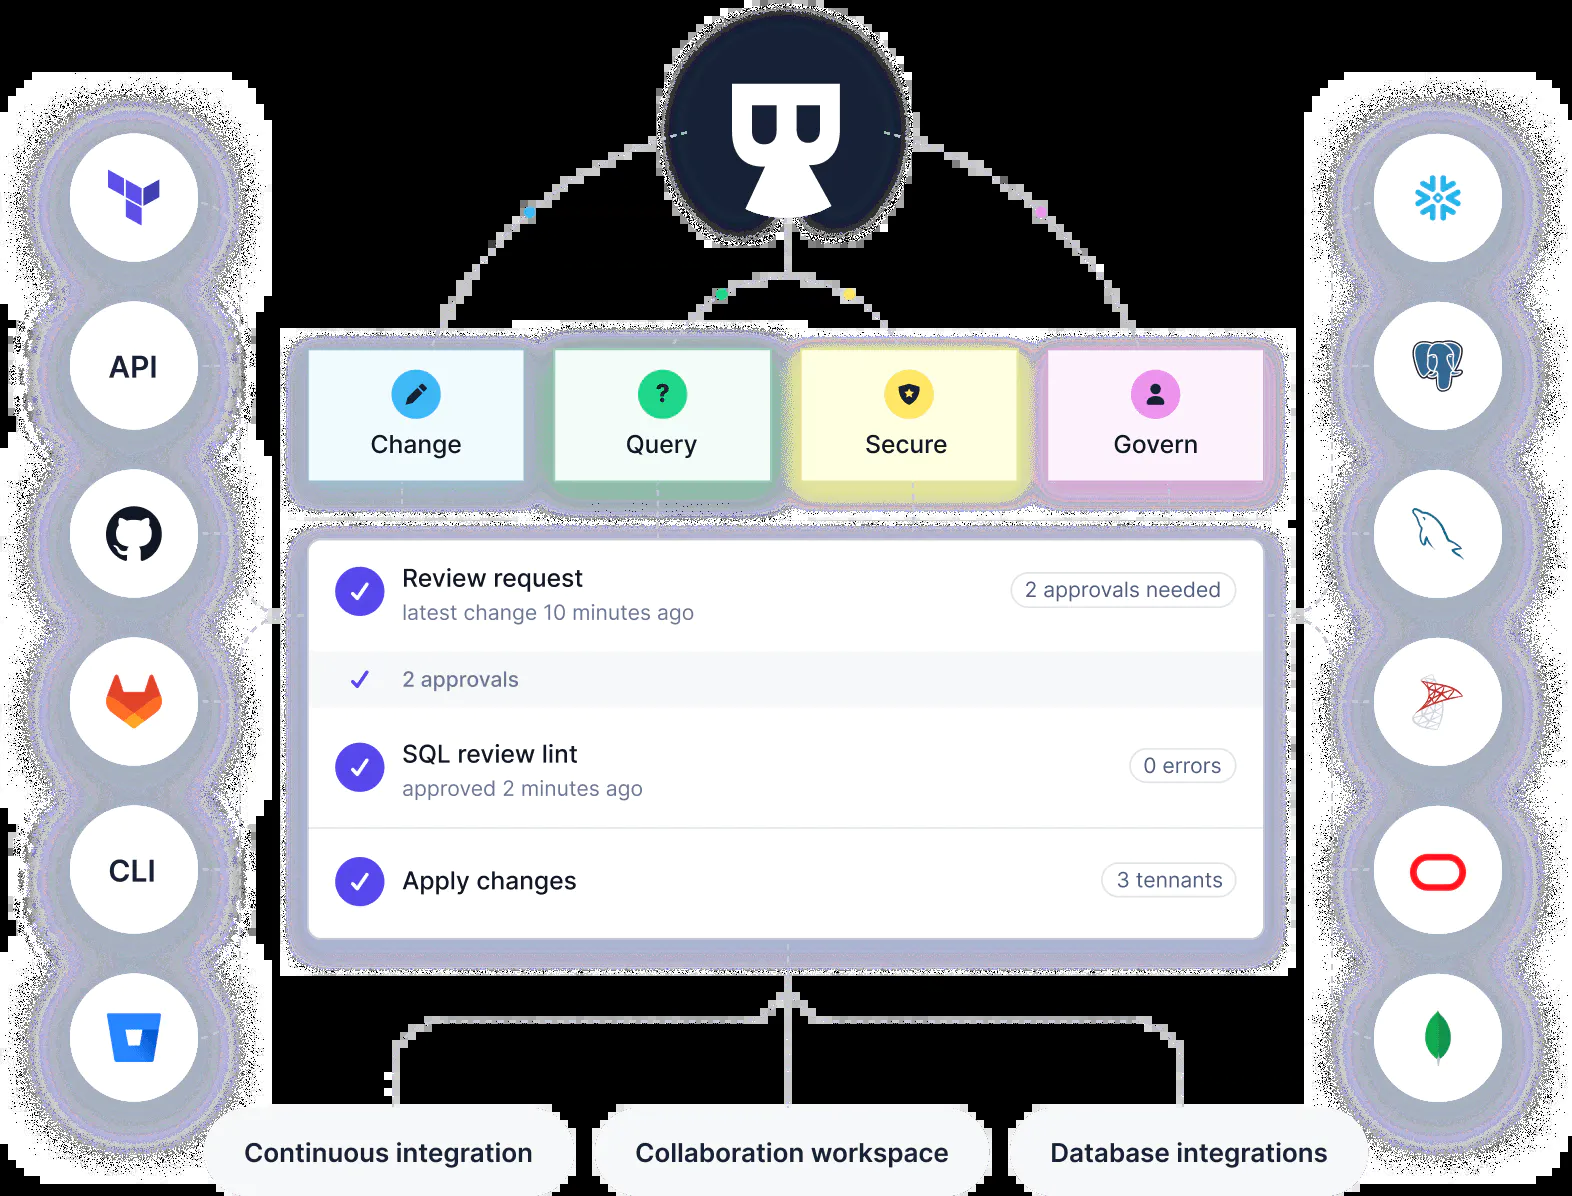 API
CLI
Change
Query
Secure
Govern
Review request
latest change 10 minutes ago
2 approvals needed
2 approvals
SQL review lint
approved 2 minutes ago
0 errors
Apply changes
3 tennants
Continuous integration
Collaboration workspace
Database integrations